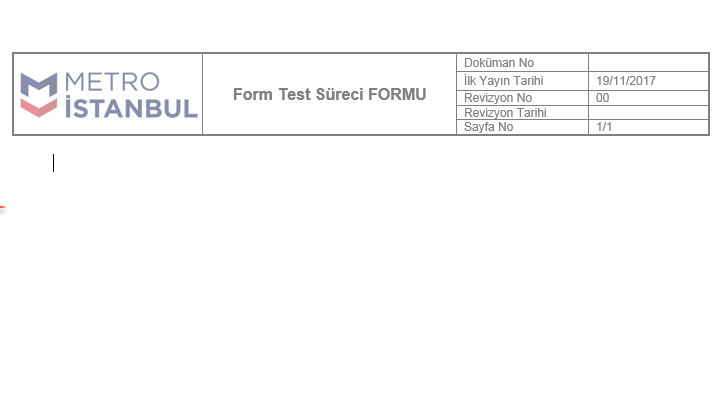 METRO
İSTANBUL
Form Test Süreci FORMU
Doküman No
İlk Yayın Tarihi 19/11/2017
Revizyon No 00
Revizyon Tarihi
Sayfa No 1/1